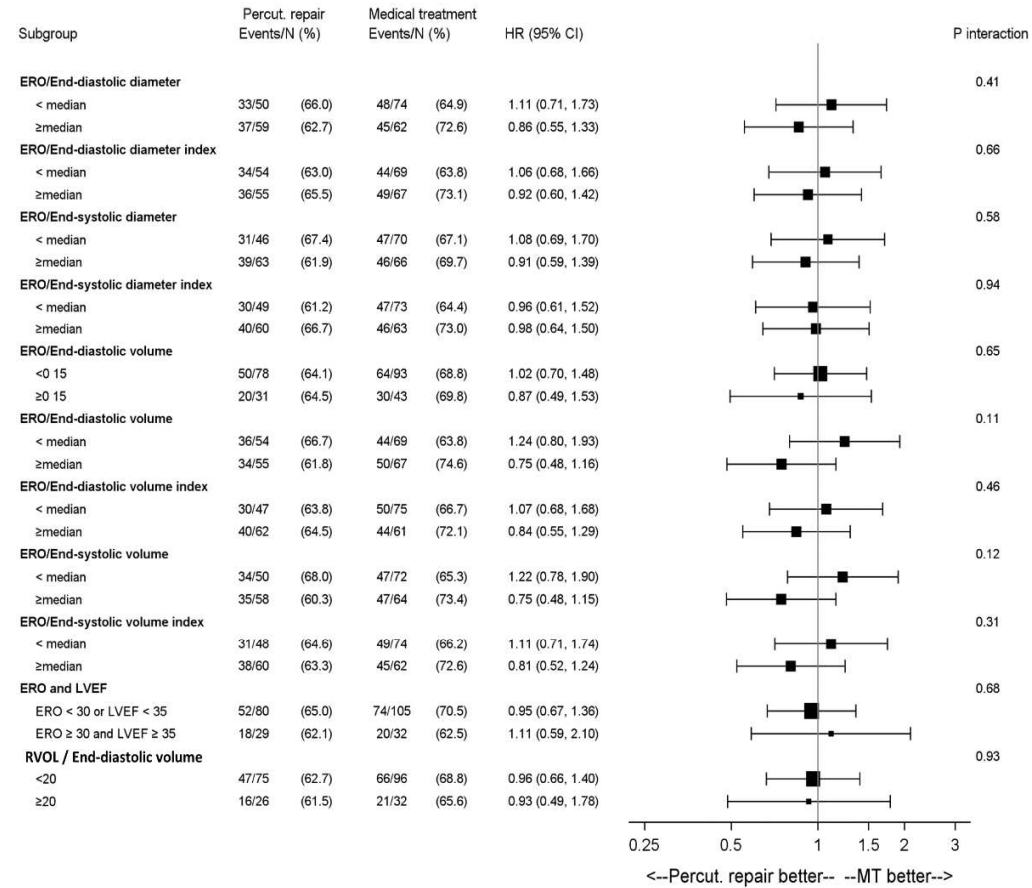 Percut. repair Medical treatment
Subgroup Events/N (%) Events/N (%) HR (95% CI) P interaction
ERO/End-diastolic diameter 0.41
< median 33/50 (66.0) 48/74 (64.9) 1.11 (0.71, 1.73)
≥median 37/59 (62.7) 45/62 (72.6) 0.86 (0.55, 1.33)
ERO/End-diastolic diameter index 0.66
< median 34/54 (63.0) 44/69 (63.8) 1.06 (0.68, 1.66)
≥median 36/55 (65.5) 49/67 (73.1) 0.92 (0.60, 1.42)
ERO/End-systolic diameter 0.58
< median 31/46 (67.4) 47/70 (67.1) 1.08 (0.69, 1.70)
≥median 39/63 (61.9) 46/66 (69.7) 0.91 (0.59, 1.39)
ERO/End-systolic diameter index 0.94
< median 30/49 (61.2) 47/73 (64.4) 0.96 (0.61, 1.52)
≥median 40/60 (66.7) 46/63 (73.0) 0.98 (0.64, 1.50)
ERO/End-diastolic volume 0.65
<0 15 50/78 (64.1) 64/93 (68.8) 1.02 (0.70, 1.48)
≥0 15 20/31 (64.5) 30/43 (69.8) 0.87 (0.49, 1.53)
ERO/End-diastolic volume 0.11
< median 36/54 (66.7) 44/69 (63.8) 1.24 (0.80, 1.93)
≥median 34/55 (61.8) 50/67 (74.6) 0.75 (0.48, 1.16)
ERO/End-diastolic volume index 0.46
< median 30/47 (63.8) 50/75 (66.7) 1.07 (0.68, 1.68)
≥median 40/62 (64.5) 44/61 (72.1) 0.84 (0.55, 1.29)
ERO/End-systolic volume 0.12
< median 34/50 (68.0) 47/72 (65.3) 1.22 (0.78, 1.90)
≥median 35/58 (60.3) 47/64 (73.4) 0.75 (0.48, 1.15)
ERO/End-systolic volume index 0.31
< median 31/48 (64.6) 49/74 (66.2) 1.11 (0.71, 1.74)
≥median 38/60 (63.3) 45/62 (72.6) 0.81 (0.52, 1.24)
ERO and LVEF 0.68
ERO < 30 or LVEF < 35 52/80 (65.0) 74/105 (70.5) 0.95 (0.67, 1.36)
ERO ≥ 30 and LVEF ≥ 35 18/29 (62.1) 20/32 (62.5) 1.11 (0.59, 2.10)
RVOL / End-diastolic volume 0.93
<20 47/75 (62.7) 66/96 (68.8) 0.96 (0.66, 1.40)
≥20 16/26 (61.5) 21/32 (65.6) 0.93 (0.49, 1.78)
0.25 0.5 1 1.5 2 3
<--Percut. repair better-- --MT better-->